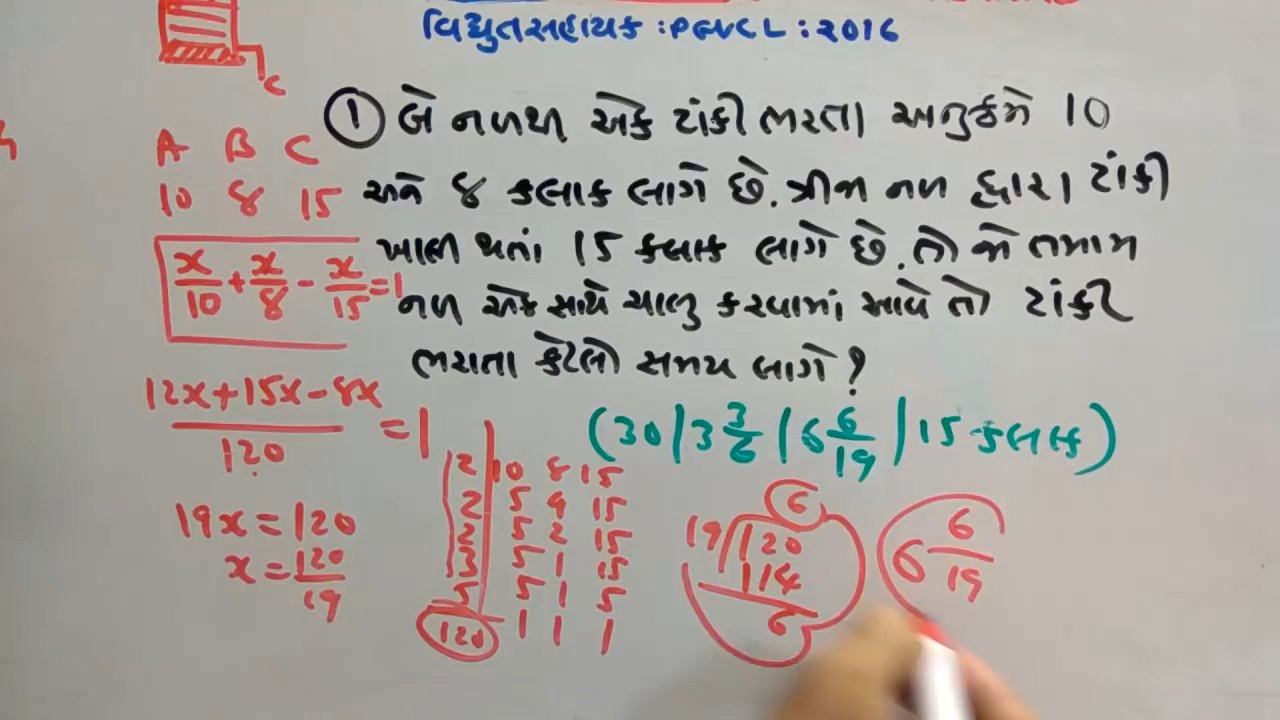 વિદ્યુતસહાયક : PGVCL : ૨૦૧૬
① બે નળથી એક ટાંકી ભરતા અનુક્રમે 10
અને ૪ કલાક લાગે છે. ત્રીજા નળ દ્વારા ટાંકી
ખાલી થતાં 15 કલાક લાગે છે. તો જો તમામ
નળ એક સાથે ચાલુ કરવામાં આવે તો ટાંકી
ભરાતા કેટલો સમય લાગે ?
(30 / 3 3/6 / 6 6/19 / 15 કલાક)
C
A B C
10 8 15
x/10 + x/8 - x/15 = 1
12x + 15x - 8x / 120 = 1
19x = 120
x = 120/19
2 10 8 15
2 5 4 15
2 5 2 15
3 5 1 15
5 5 1 5
120 1 1 1
6
19 120
114
6
6 6/19